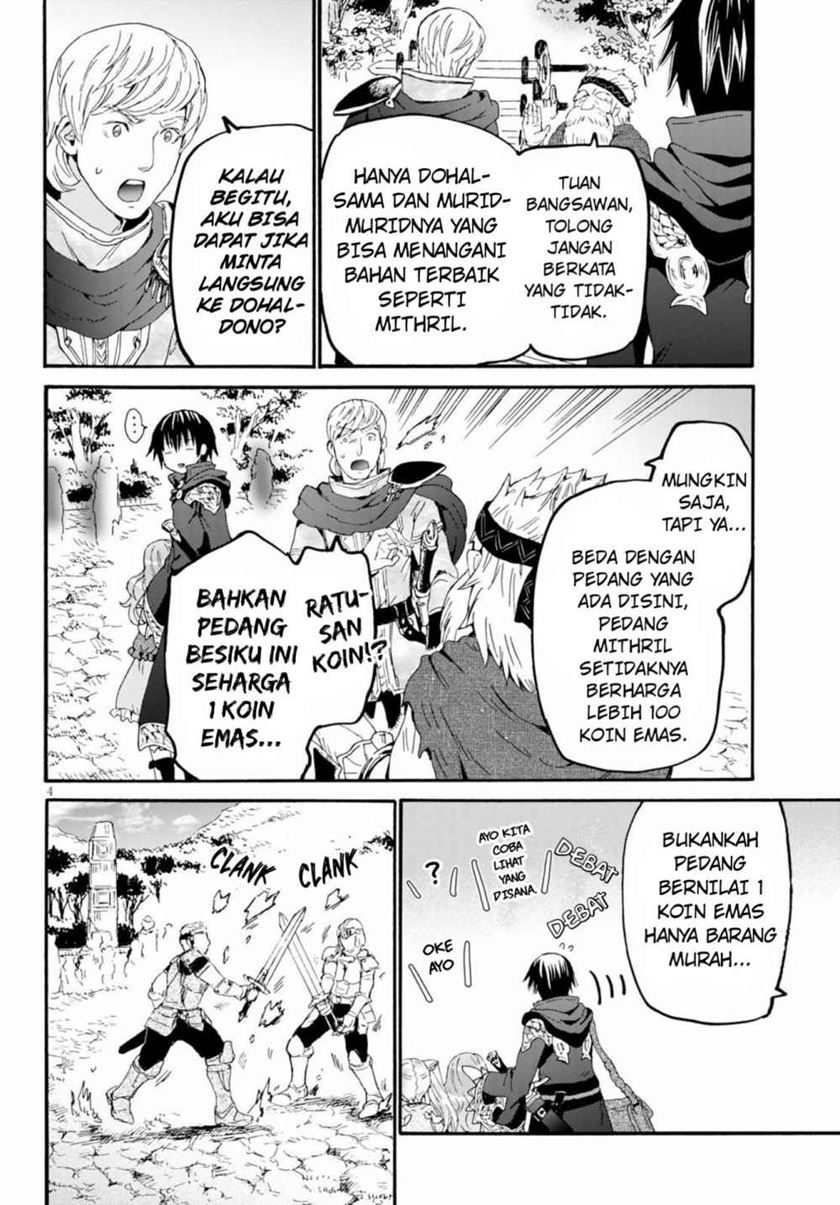 TUAN
BANGSAWAN,
TOLONG
JANGAN
BERKATA
YANG TIDAK-
TIDAK.
HANYA DOHAL-
SAMA DAN MURID-
MURIDNYA YANG
BISA MENANGANI
BAHAN TERBAIK
SEPERTI
MITHRIL.
KALAU
BEGITU,
AKU BISA
DAPAT JIKA
MINTA
LANGSUNG
KE DOHAL-
DONO?
MUNGKIN
SAJA,
TAPI YA...
BEDA DENGAN
PEDANG YANG
ADA DISINI,
PEDANG
MITHRIL
SETIDAKNYA
BERHARGA
LEBIH 100
KOIN EMAS.
RATU-
SAN
KOIN!?
BAHKAN
PEDANG
BESIKU INI
SEHARGA
1 KOIN
EMAS...
...
4
BUKANKAH
PEDANG
BERNILAI 1
KOIN EMAS
HANYA BARANG
MURAH...
DEBAT
DEBAT
AYO KITA
COBA
LIHAT
YANG
DISANA.
?
OKE
AYO
CLANK
CLANK